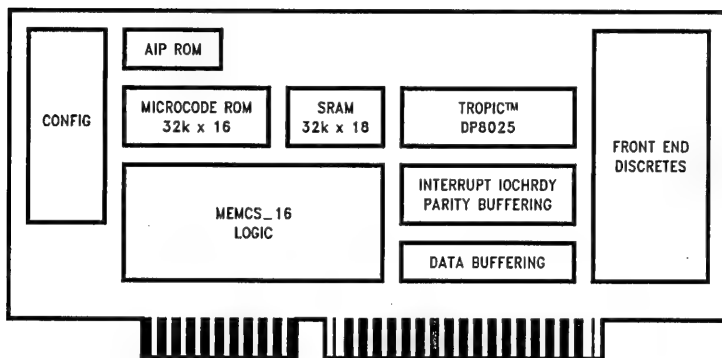 AIP ROM
CONFIG
MICROCODE ROM
32k x 16
SRAM
32k x 18
TROPIC™
DP8025
FRONT END
DISCRETES
MEMCS_16
LOGIC
INTERRUPT IOCHRDY
PARITY BUFFERING
DATA BUFFERING